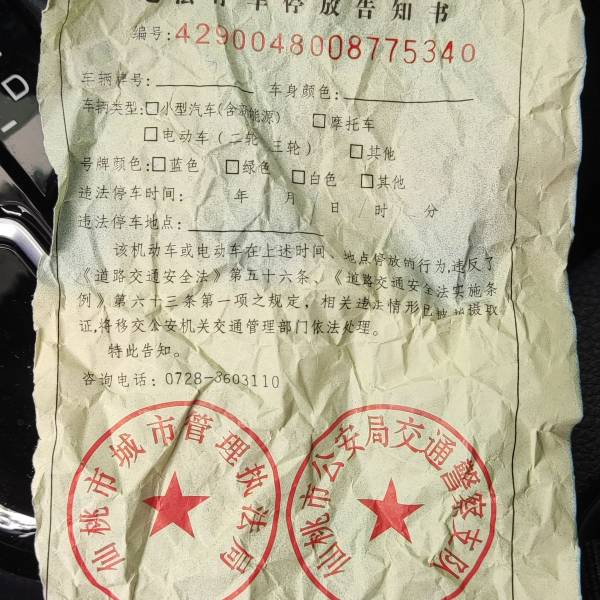 法停车停放告知书
编号:4290048008775340
车辆牌号: 车身颜色:
车辆类型:□小型汽车(含新能源) □摩托车
□电动车(二轮、三轮) □其他
号牌颜色:□蓝色 □绿色 □白色 □其他
违法停车时间: 年 月 日 时 分
违法停车地点:
该机动车或电动车在上述时间、地点停放的行为,违反了
《道路交通安全法》第五十六条、《道路交通安全法实施条
例》第六十三条第一项之规定,相关违法情形已被拍摄取
证,将移交公安机关交通管理部门依法处理。
特此告知。
咨询电话:0728-3603110
仙桃市城市管理执法局
仙桃市公安局交通警察支队